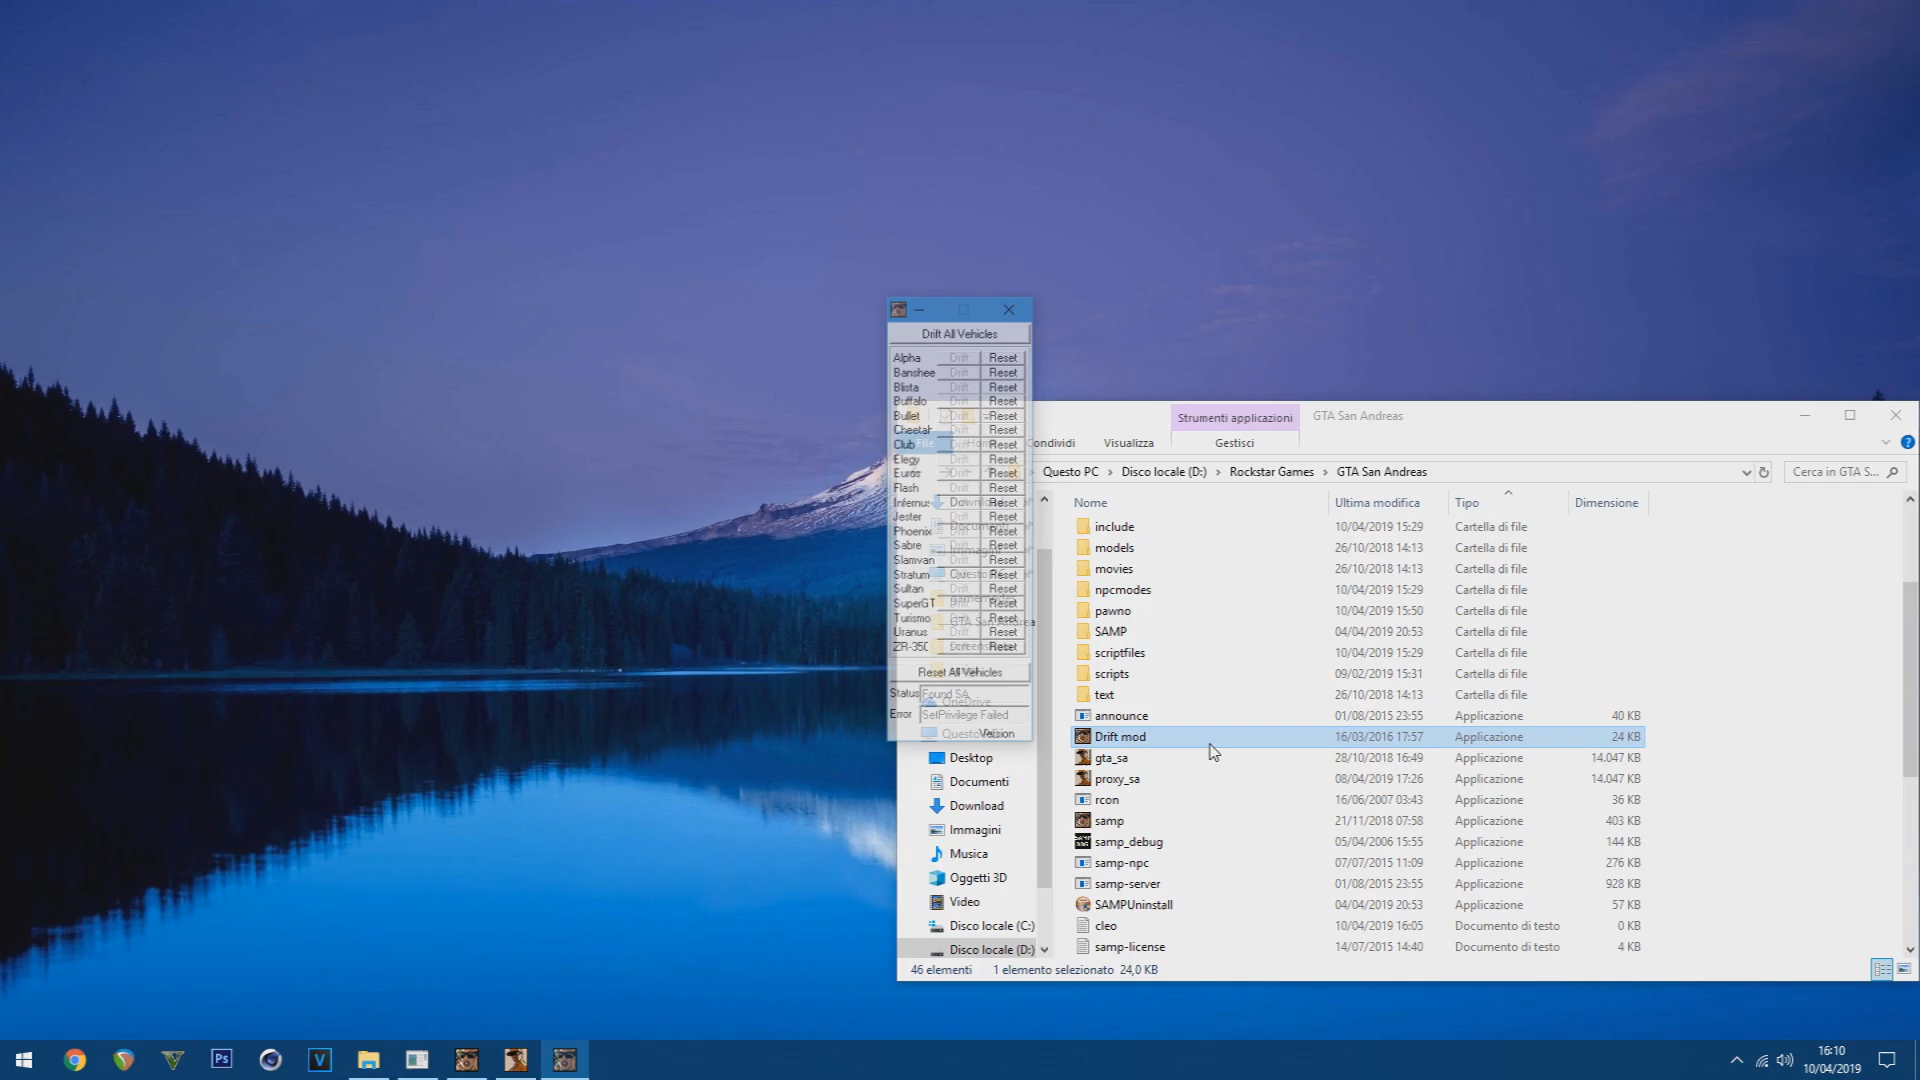 Drift All Vehicles
Alpha Drift Reset
Banshee Drift Reset
Blista Drift Reset
Buffalo Drift Reset
Bullet Drift Reset
Cheetah Drift Reset
Club Drift Reset
Elegy Drift Reset
Euros Drift Reset
Flash Drift Reset
Infernus Drift Reset
Jester Drift Reset
Phoenix Drift Reset
Sabre Drift Reset
Slamvan Drift Reset
Stratum Drift Reset
Sultan Drift Reset
SuperGT Drift Reset
Turismo Drift Reset
Uranus Drift Reset
ZR-350 Drift Reset
Reset All Vehicles
Status Found SA
Error SetPrivilege Failed
Version
Strumenti applicazioni GTA San Andreas
File Condividi Visualizza Gestisci
Questo PC > Disco locale (D:) > Rockstar Games > GTA San Andreas
Cerca in GTA S...
Nome Ultima modifica Tipo Dimensione
include 10/04/2019 15:29 Cartella di file
models 26/10/2018 14:13 Cartella di file
movies 26/10/2018 14:13 Cartella di file
npcmodes 10/04/2019 15:29 Cartella di file
pawno 10/04/2019 15:50 Cartella di file
SAMP 04/04/2019 20:53 Cartella di file
scriptfiles 10/04/2019 15:29 Cartella di file
scripts 09/02/2019 15:31 Cartella di file
text 26/10/2018 14:13 Cartella di file
announce 01/08/2015 23:55 Applicazione 40 KB
Drift mod 16/03/2016 17:57 Applicazione 24 KB
gta_sa 28/10/2018 16:49 Applicazione 14.047 KB
proxy_sa 08/04/2019 17:26 Applicazione 14.047 KB
rcon 16/06/2007 03:43 Applicazione 36 KB
samp 21/11/2018 07:58 Applicazione 403 KB
samp_debug 05/04/2006 15:55 Applicazione 144 KB
samp-npc 07/07/2015 11:09 Applicazione 276 KB
samp-server 01/08/2015 23:55 Applicazione 928 KB
SAMPUninstall 04/04/2019 20:53 Applicazione 57 KB
cleo 10/04/2019 16:05 Documento di testo 0 KB
samp-license 14/07/2015 14:40 Documento di testo 4 KB
Download
Documenti
Immagini
GTA San Andrea
OneDrive
Desktop
Documenti
Download
Immagini
Musica
Oggetti 3D
Video
Disco locale (C:)
Disco locale (D:)
46 elementi 1 elemento selezionato 24,0 KB
Ps
V
16:10
10/04/2019